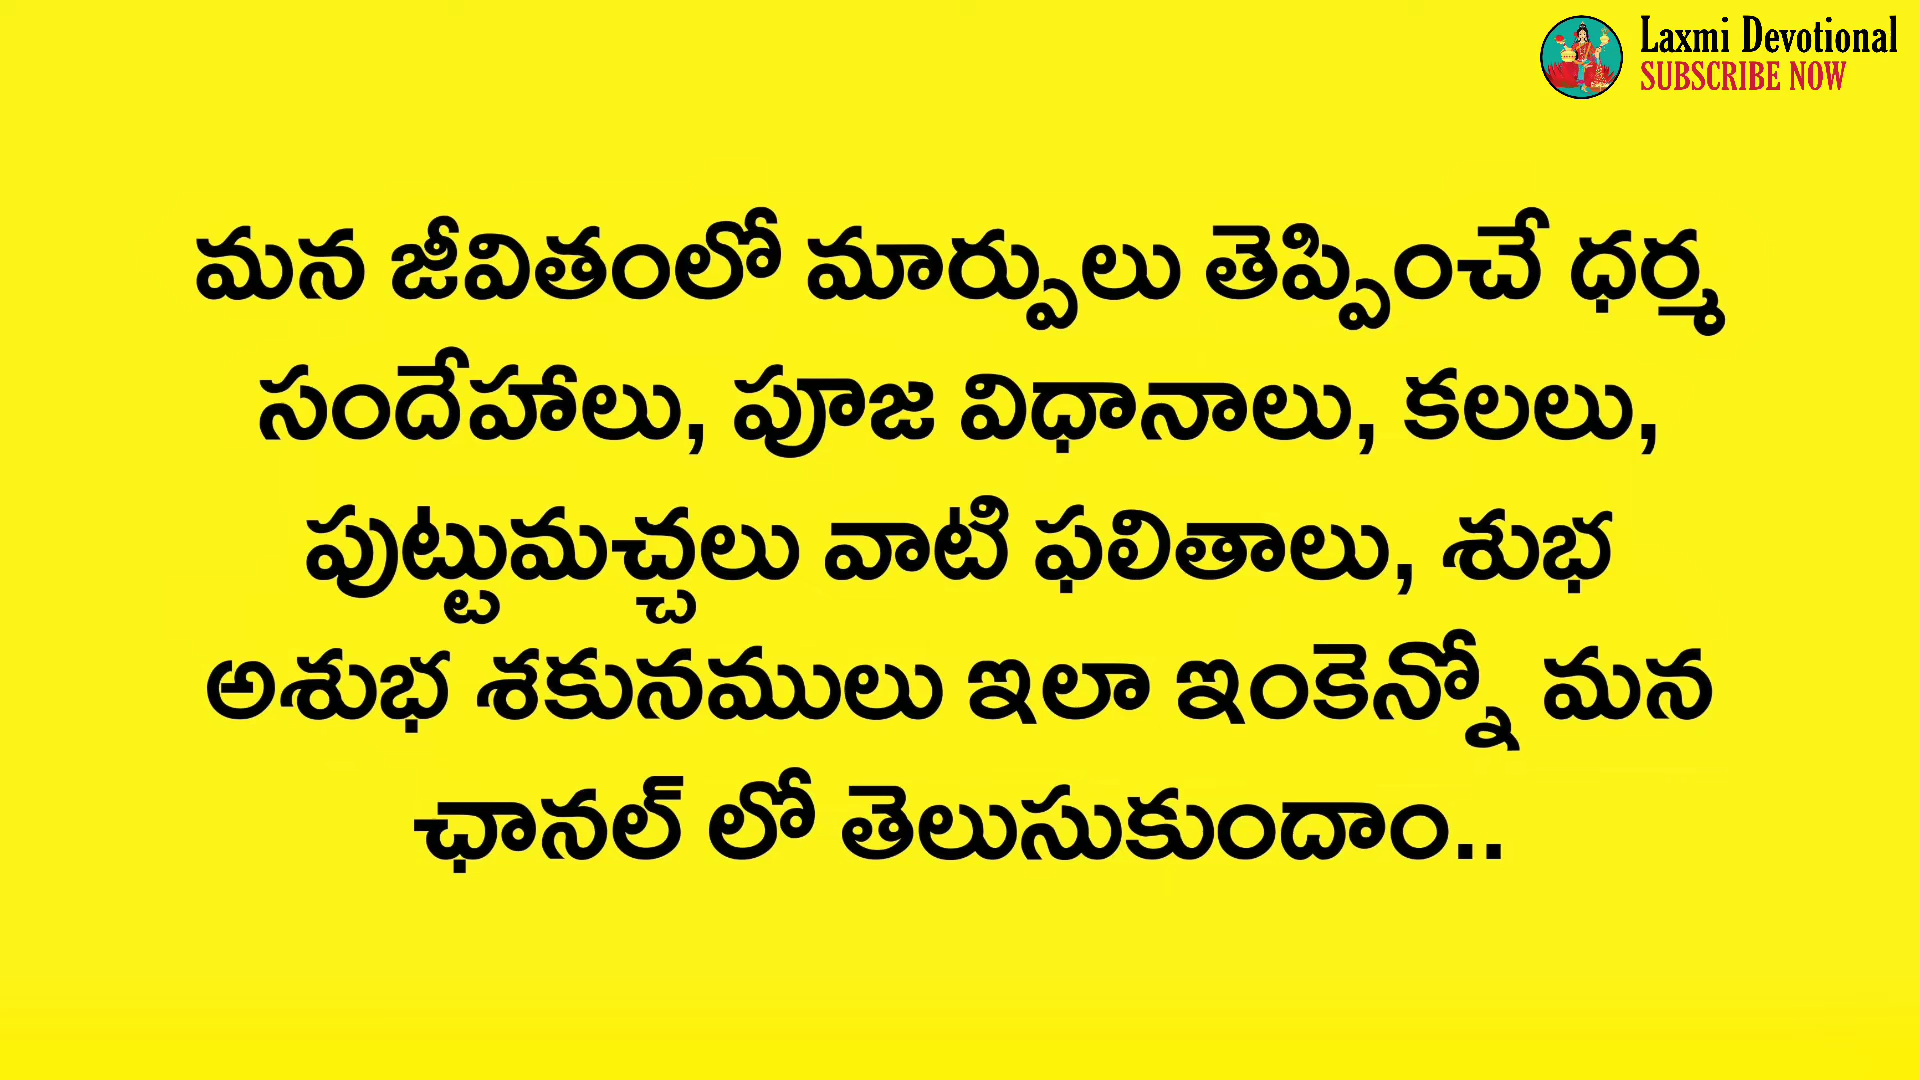 Laxmi Devotional
SUBSCRIBE NOW
మన జీవితంలో మార్పులు తెప్పించే ధర్మ
సందేహాలు, పూజ విధానాలు, కలలు,
పుట్టుమచ్చలు వాటి ఫలితాలు, శుభ
అశుభ శకునములు ఇలా ఇంకెన్నో మన
ఛానల్ లో తెలుసుకుందాం..